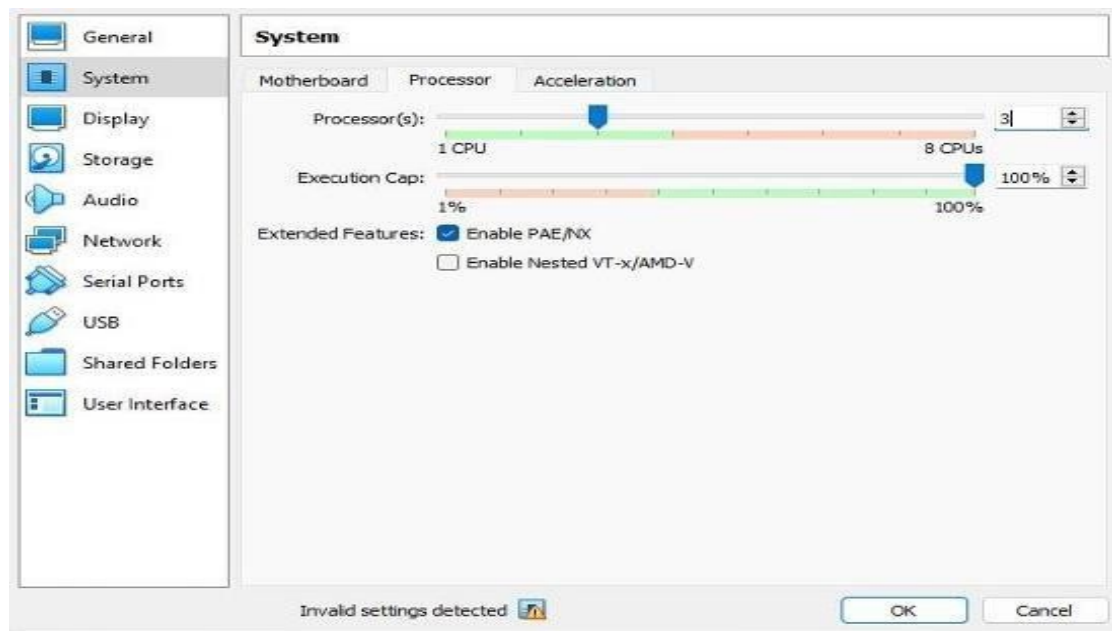 General
System
Display
Storage
Audio
Network
Serial Ports
USB
Shared Folders
User Interface
System
Motherboard Processor Acceleration
Processor(s): 3
1 CPU 8 CPUs
Execution Cap: 100%
1% 100%
Extended Features: Enable PAE/NX
Enable Nested VT-x/AMD-V
Invalid settings detected OK Cancel